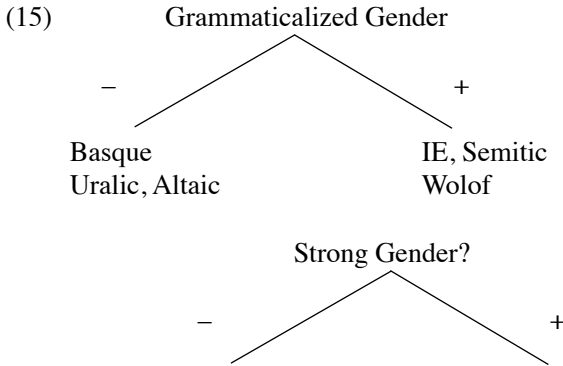 (15) Grammaticalized Gender
– +
Basque IE, Semitic
Uralic, Altaic Wolof
Strong Gender?
– +